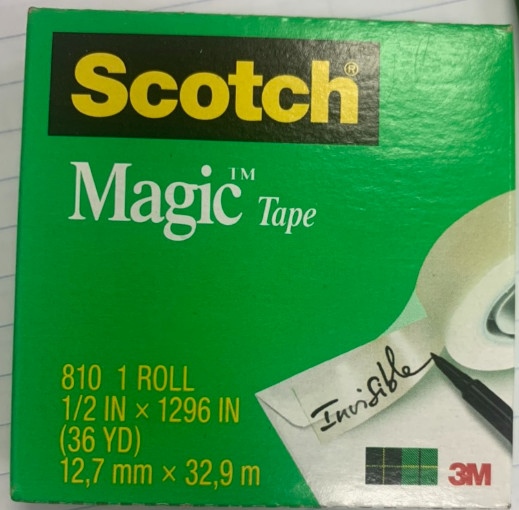 Scotch®
Magic™ Tape
810 1 ROLL
1/2 IN × 1296 IN
(36 YD)
12,7 mm × 32,9 m
Invisible
3M